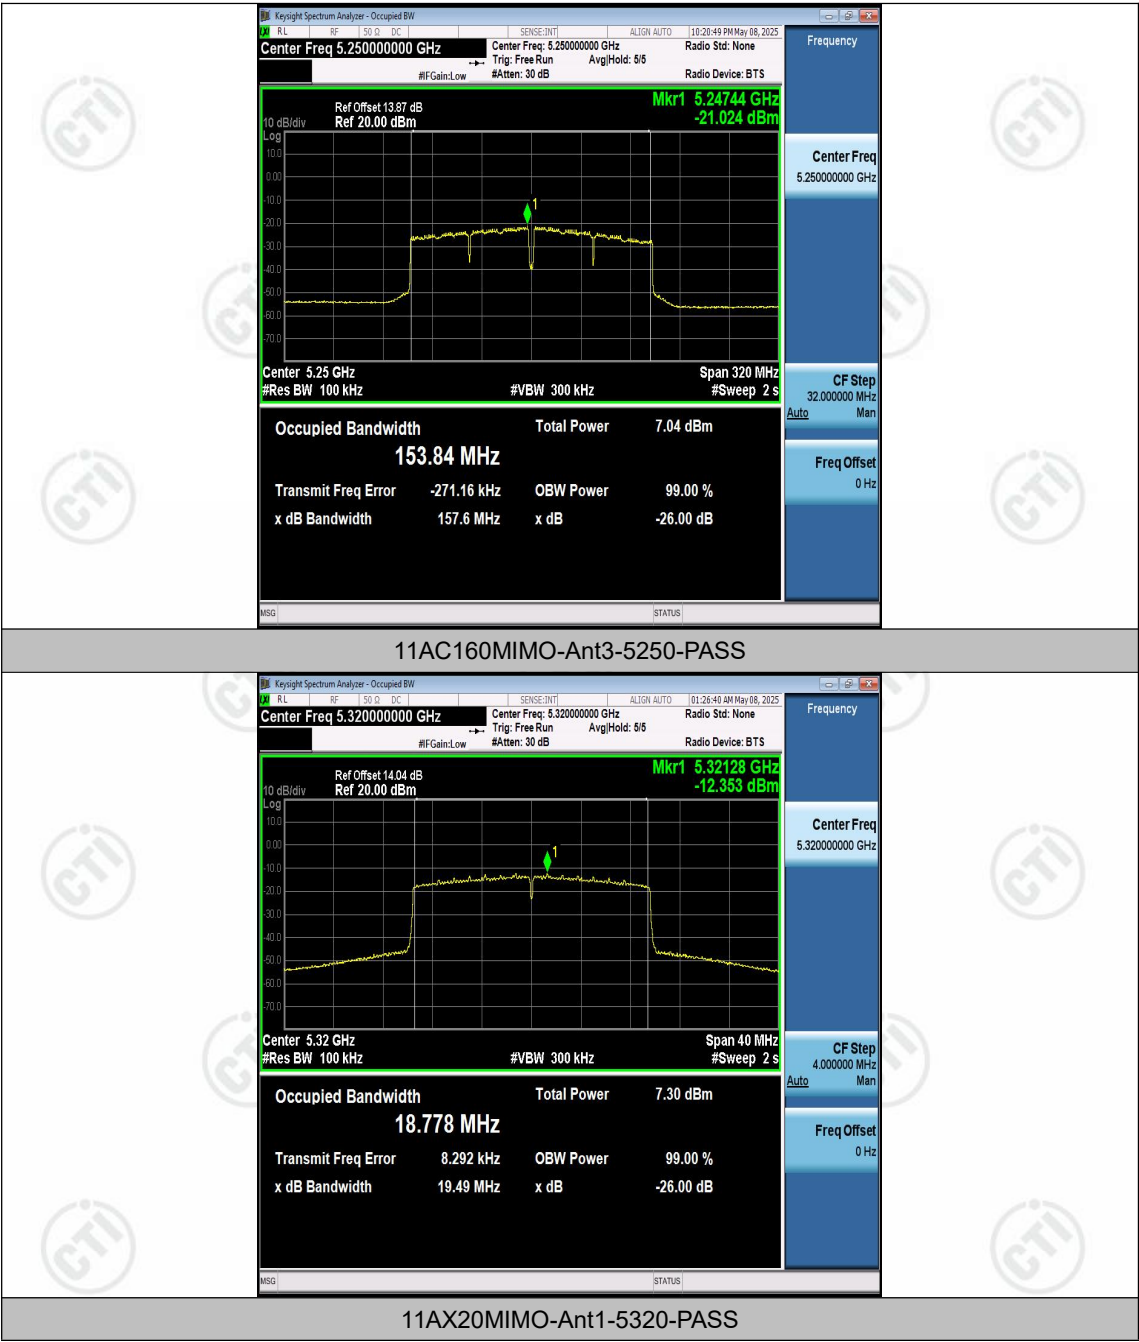 Keysight Spectrum Analyzer - Occupied BW
RL RF 50 Ω DC SENSE:INT ALIGN AUTO 10:20:49 PM May 08, 2025
Center Freq 5.250000000 GHz Center Freq: 5.250000000 GHz Radio Std: None
Trig: Free Run Avg|Hold: 5/5
#IFGain:Low #Atten: 30 dB Radio Device: BTS
Frequency
Mkr1 5.24744 GHz
-21.024 dBm
Ref Offset 13.87 dB
10 dB/div Ref 20.00 dBm
Log
10.0
0.00
-10.0
-20.0
-30.0
-40.0
-50.0
-60.0
-70.0
1
Center Freq
5.250000000 GHz
Center 5.25 GHz Span 320 MHz
#Res BW 100 kHz #VBW 300 kHz #Sweep 2 s
CF Step
32.000000 MHz
Auto Man
Occupied Bandwidth Total Power 7.04 dBm
153.84 MHz
Transmit Freq Error -271.16 kHz OBW Power 99.00 %
x dB Bandwidth 157.6 MHz x dB -26.00 dB
Freq Offset
0 Hz
MSG STATUS
11AC160MIMO-Ant3-5250-PASS
Keysight Spectrum Analyzer - Occupied BW
RL RF 50 Ω DC SENSE:INT ALIGN AUTO 01:26:40 AM May 08, 2025
Center Freq 5.320000000 GHz Center Freq: 5.320000000 GHz Radio Std: None
Trig: Free Run Avg|Hold: 5/5
#IFGain:Low #Atten: 30 dB Radio Device: BTS
Frequency
Mkr1 5.32128 GHz
-12.353 dBm
Ref Offset 14.04 dB
10 dB/div Ref 20.00 dBm
Log
10.0
0.00
-10.0
-20.0
-30.0
-40.0
-50.0
-60.0
-70.0
1
Center Freq
5.320000000 GHz
Center 5.32 GHz Span 40 MHz
#Res BW 100 kHz #VBW 300 kHz #Sweep 2 s
CF Step
4.000000 MHz
Auto Man
Occupied Bandwidth Total Power 7.30 dBm
18.778 MHz
Transmit Freq Error 8.292 kHz OBW Power 99.00 %
x dB Bandwidth 19.49 MHz x dB -26.00 dB
Freq Offset
0 Hz
MSG STATUS
11AX20MIMO-Ant1-5320-PASS
CTI
CTI
CTI
CTI
CTI
CTI
CTI
CTI
CTI
CTI
CTI
CTI
CTI
CTI